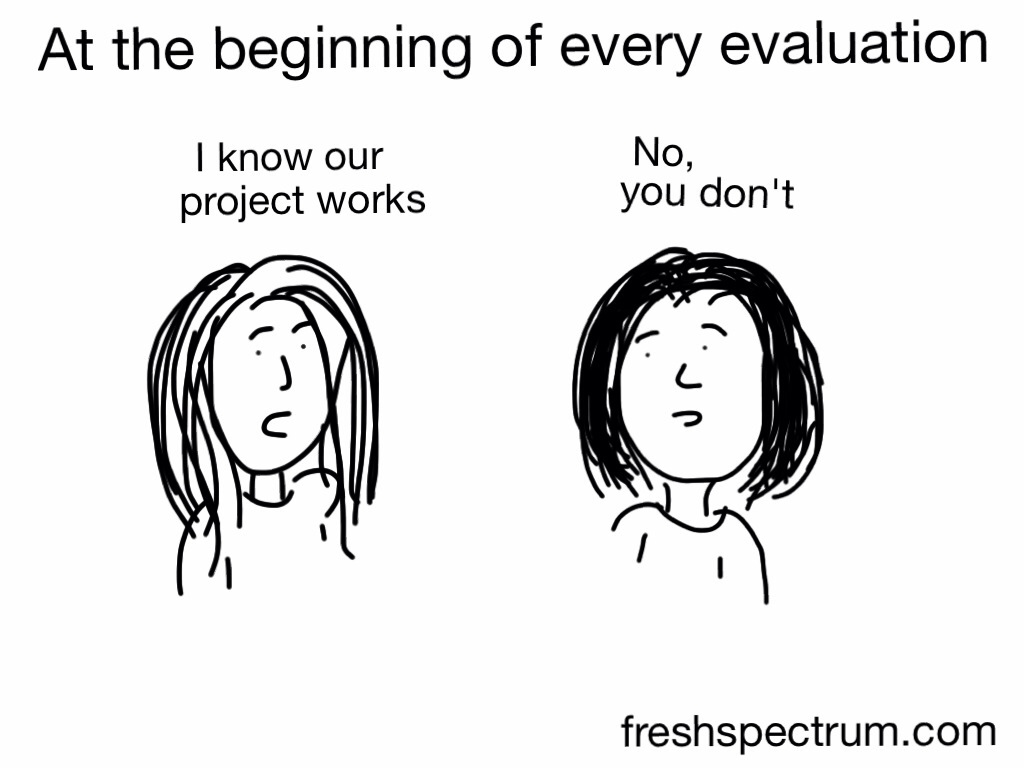 At the beginning of every evaluation
I know our
project works
No,
you don't
freshspectrum.com